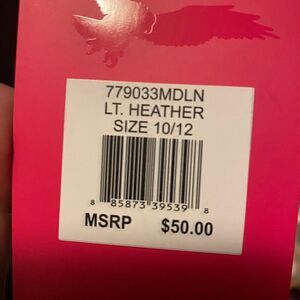 779033MDLN
LT. HEATHER
SIZE 10/12
8 85873 39539 8
MSRP $50.00